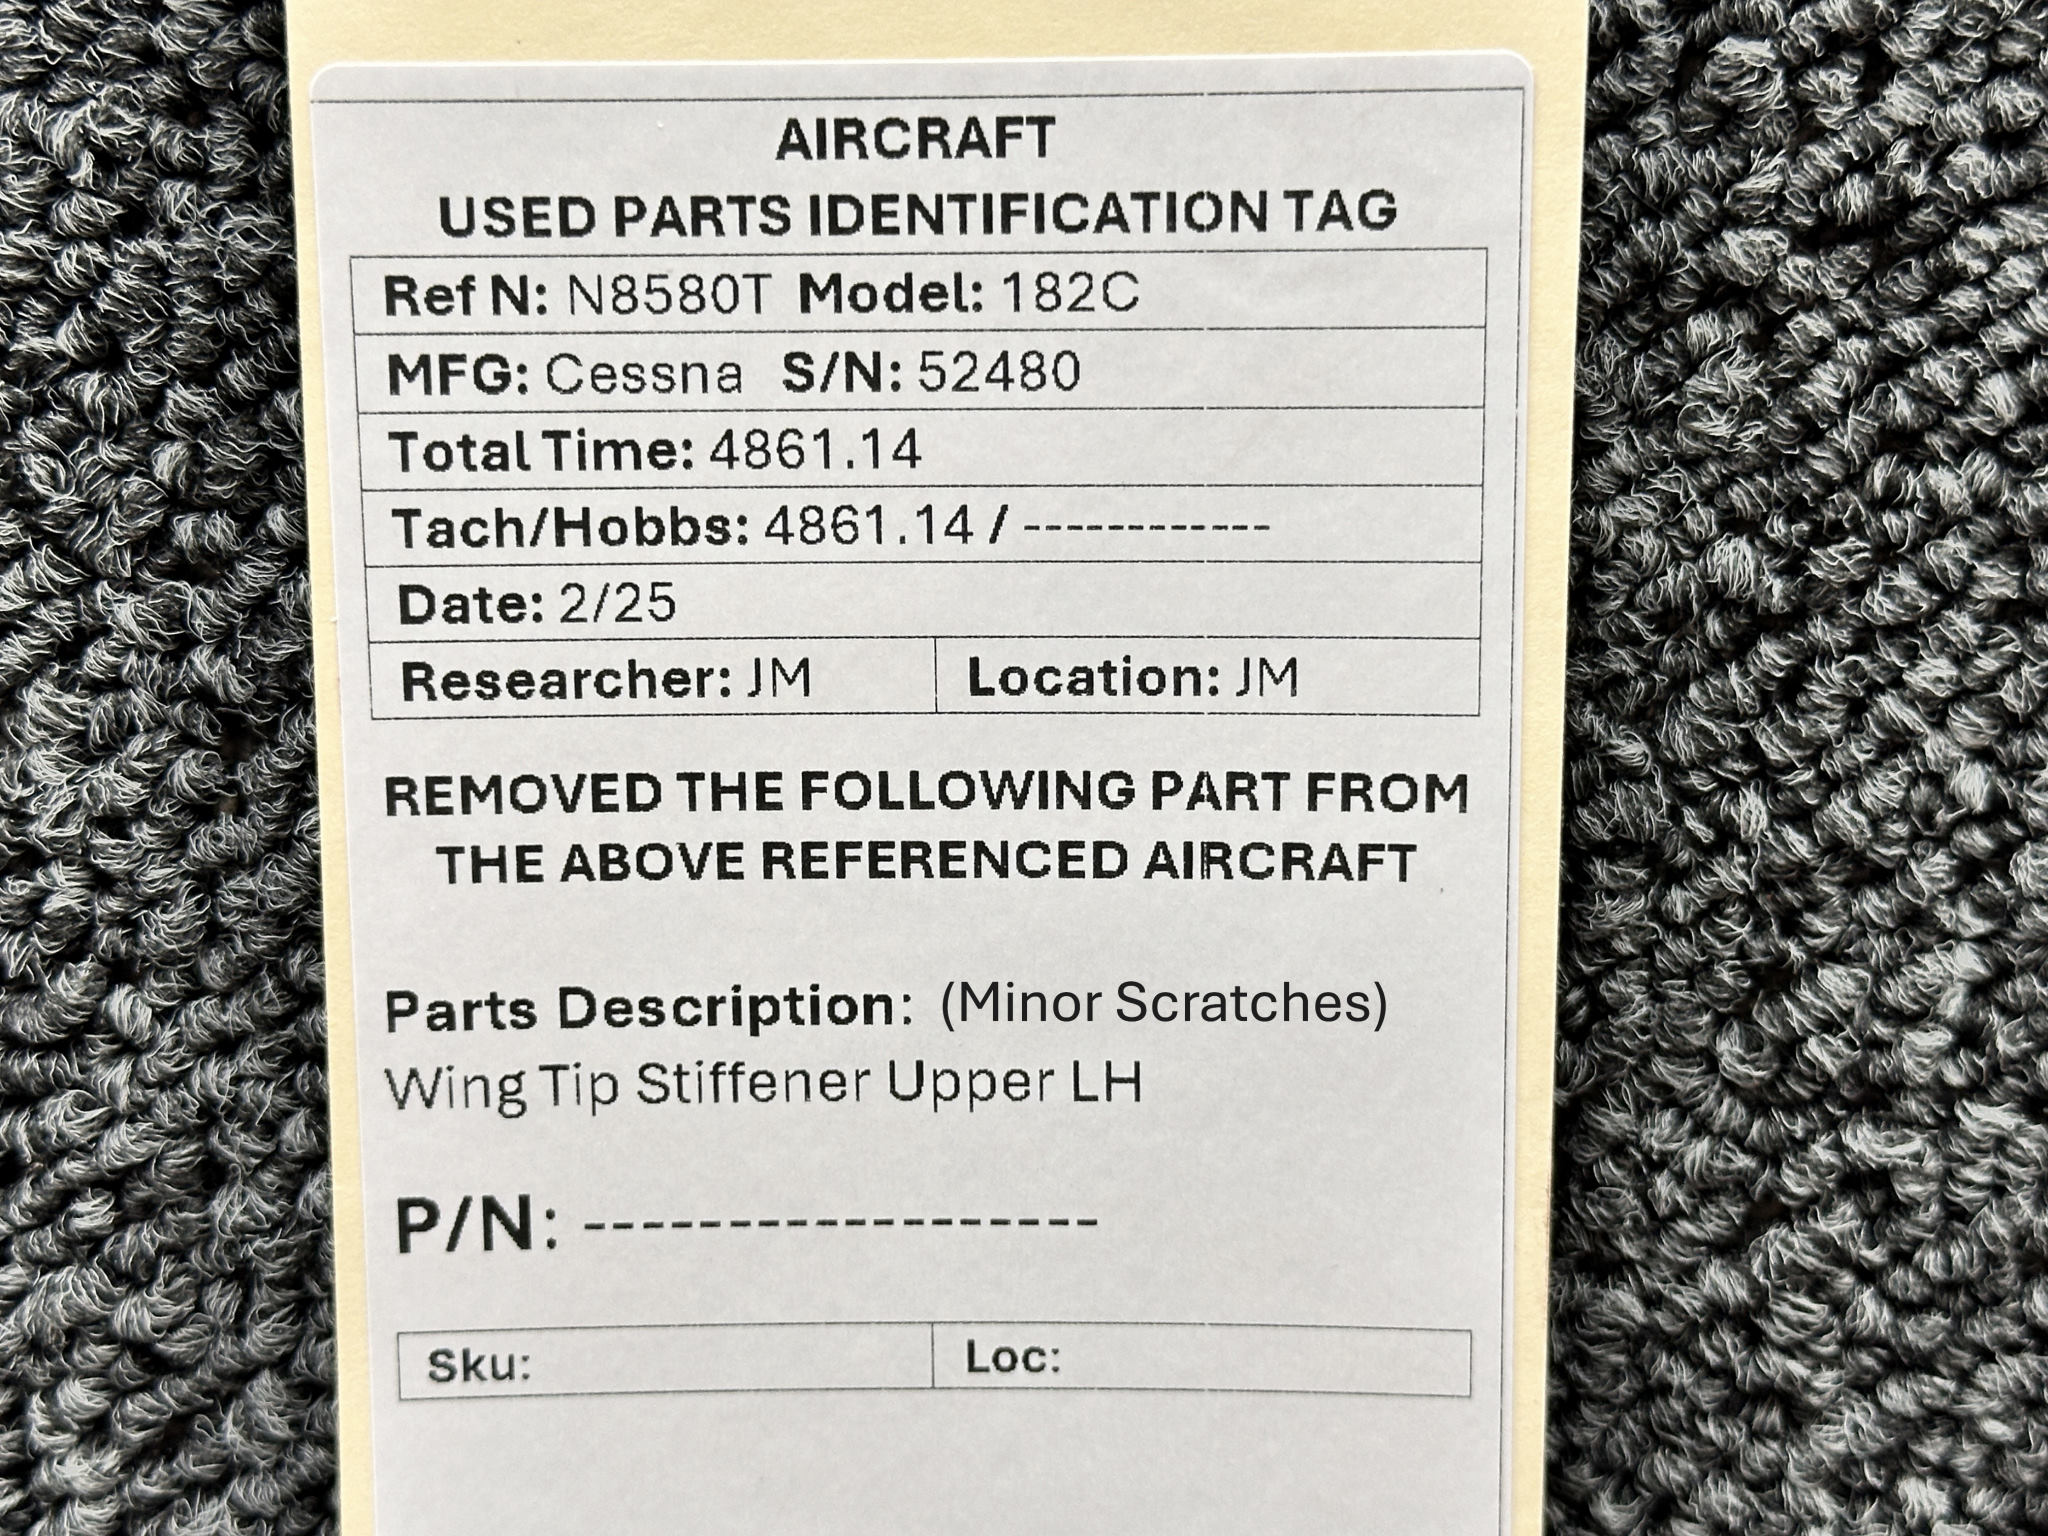 AIRCRAFT
USED PARTS IDENTIFICATION TAG
Ref N: N8580T Model: 182C
MFG: Cessna S/N: 52480
Total Time: 4861.14
Tach/Hobbs: 4861.14 / ------------
Date: 2/25
Researcher: JM Location: JM
REMOVED THE FOLLOWING PART FROM
THE ABOVE REFERENCED AIRCRAFT
Parts Description: (Minor Scratches)
Wing Tip Stiffener Upper LH
P/N: ------------------
Sku: Loc: